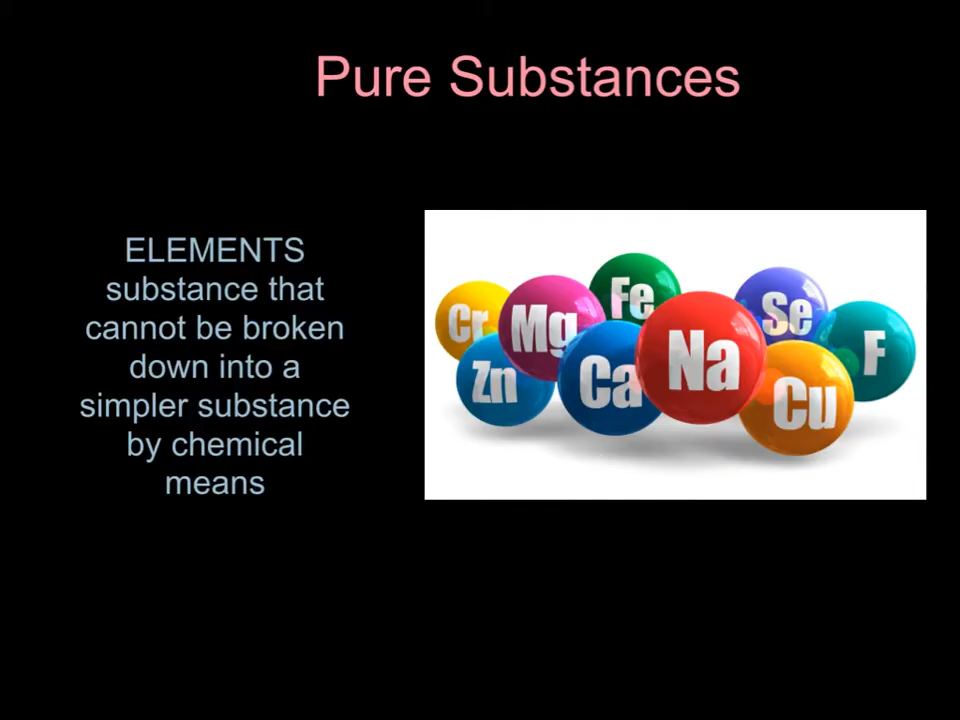 Pure Substances
ELEMENTS
substance that
cannot be broken
down into a
simpler substance
by chemical
means
Cr
Mg
Fe
Se
F
Zn
Ca
Na
Cu